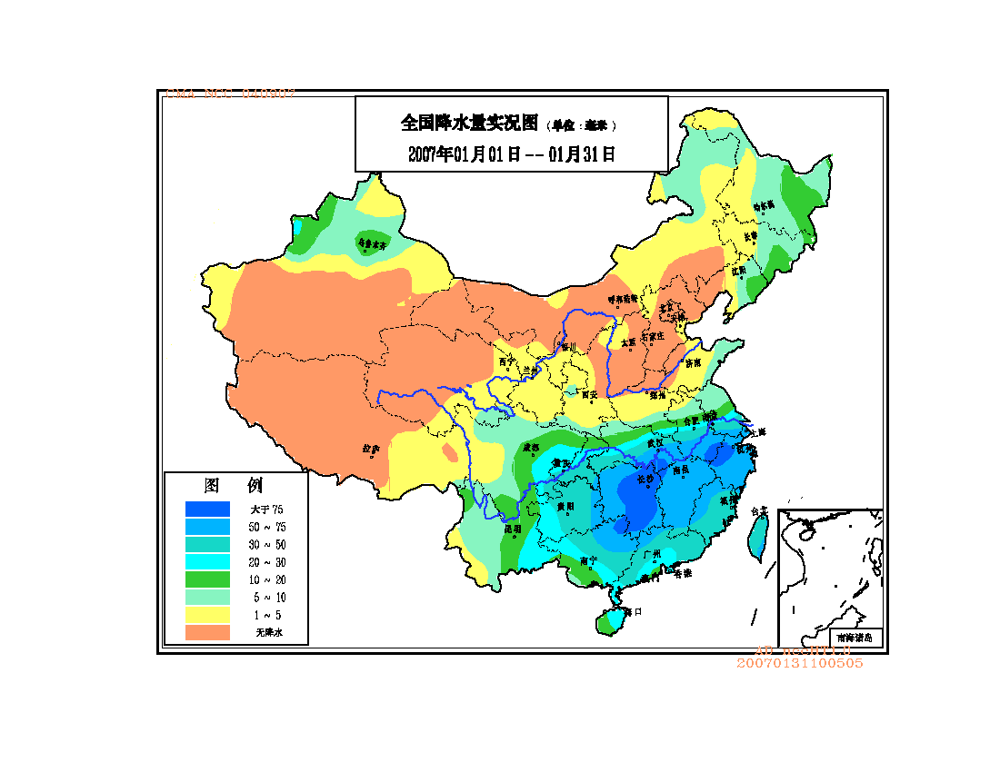 CMA NCC 040902
全国降水量实况图 (单位:毫米)
2007年01月01日--01月31日
哈尔滨
长春
乌鲁木齐
沈阳
呼和浩特
北京
天津
银川
太原
石家庄
西宁
兰州
济南
西安
郑州
合肥
南京
上海
拉萨
成都
武汉
杭州
重庆
长沙
南昌
贵阳
福州
台北
昆明
广州
南宁
澳门
香港
海口
图 例
大于 75
50 ~ 75
30 ~ 50
20 ~ 30
10 ~ 20
5 ~ 10
1 ~ 5
无降水
南海诸岛
20070131100505